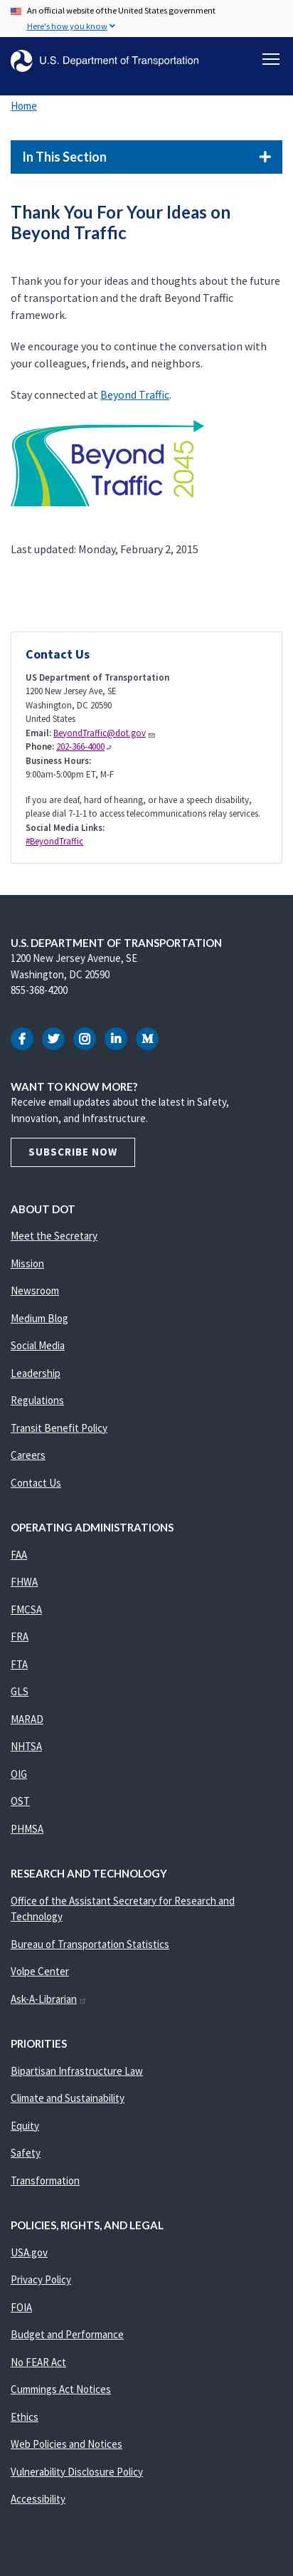 An official website of the United States government
Here's how you know
U.S. Department of Transportation
Home
In This Section
Thank You For Your Ideas on
Beyond Traffic
Thank you for your ideas and thoughts about the future
of transportation and the draft Beyond Traffic
framework.
We encourage you to continue the conversation with
your colleagues, friends, and neighbors.
Stay connected at Beyond Traffic.
Beyond
Traffic
2045
Last updated: Monday, February 2, 2015
Contact Us
US Department of Transportation
1200 New Jersey Ave, SE
Washington, DC 20590
United States
Email: BeyondTraffic@dot.gov
Phone: 202-366-4000
Business Hours:
9:00am-5:00pm ET, M-F
If you are deaf, hard of hearing, or have a speech disability,
please dial 7-1-1 to access telecommunications relay services.
Social Media Links:
#BeyondTraffic
U.S. DEPARTMENT OF TRANSPORTATION
1200 New Jersey Avenue, SE
Washington, DC 20590
855-368-4200
WANT TO KNOW MORE?
Receive email updates about the latest in Safety,
Innovation, and Infrastructure.
SUBSCRIBE NOW
ABOUT DOT
Meet the Secretary
Mission
Newsroom
Medium Blog
Social Media
Leadership
Regulations
Transit Benefit Policy
Careers
Contact Us
OPERATING ADMINISTRATIONS
FAA
FHWA
FMCSA
FRA
FTA
GLS
MARAD
NHTSA
OIG
OST
PHMSA
RESEARCH AND TECHNOLOGY
Office of the Assistant Secretary for Research and
Technology
Bureau of Transportation Statistics
Volpe Center
Ask-A-Librarian
PRIORITIES
Bipartisan Infrastructure Law
Climate and Sustainability
Equity
Safety
Transformation
POLICIES, RIGHTS, AND LEGAL
USA.gov
Privacy Policy
FOIA
Budget and Performance
No FEAR Act
Cummings Act Notices
Ethics
Web Policies and Notices
Vulnerability Disclosure Policy
Accessibility